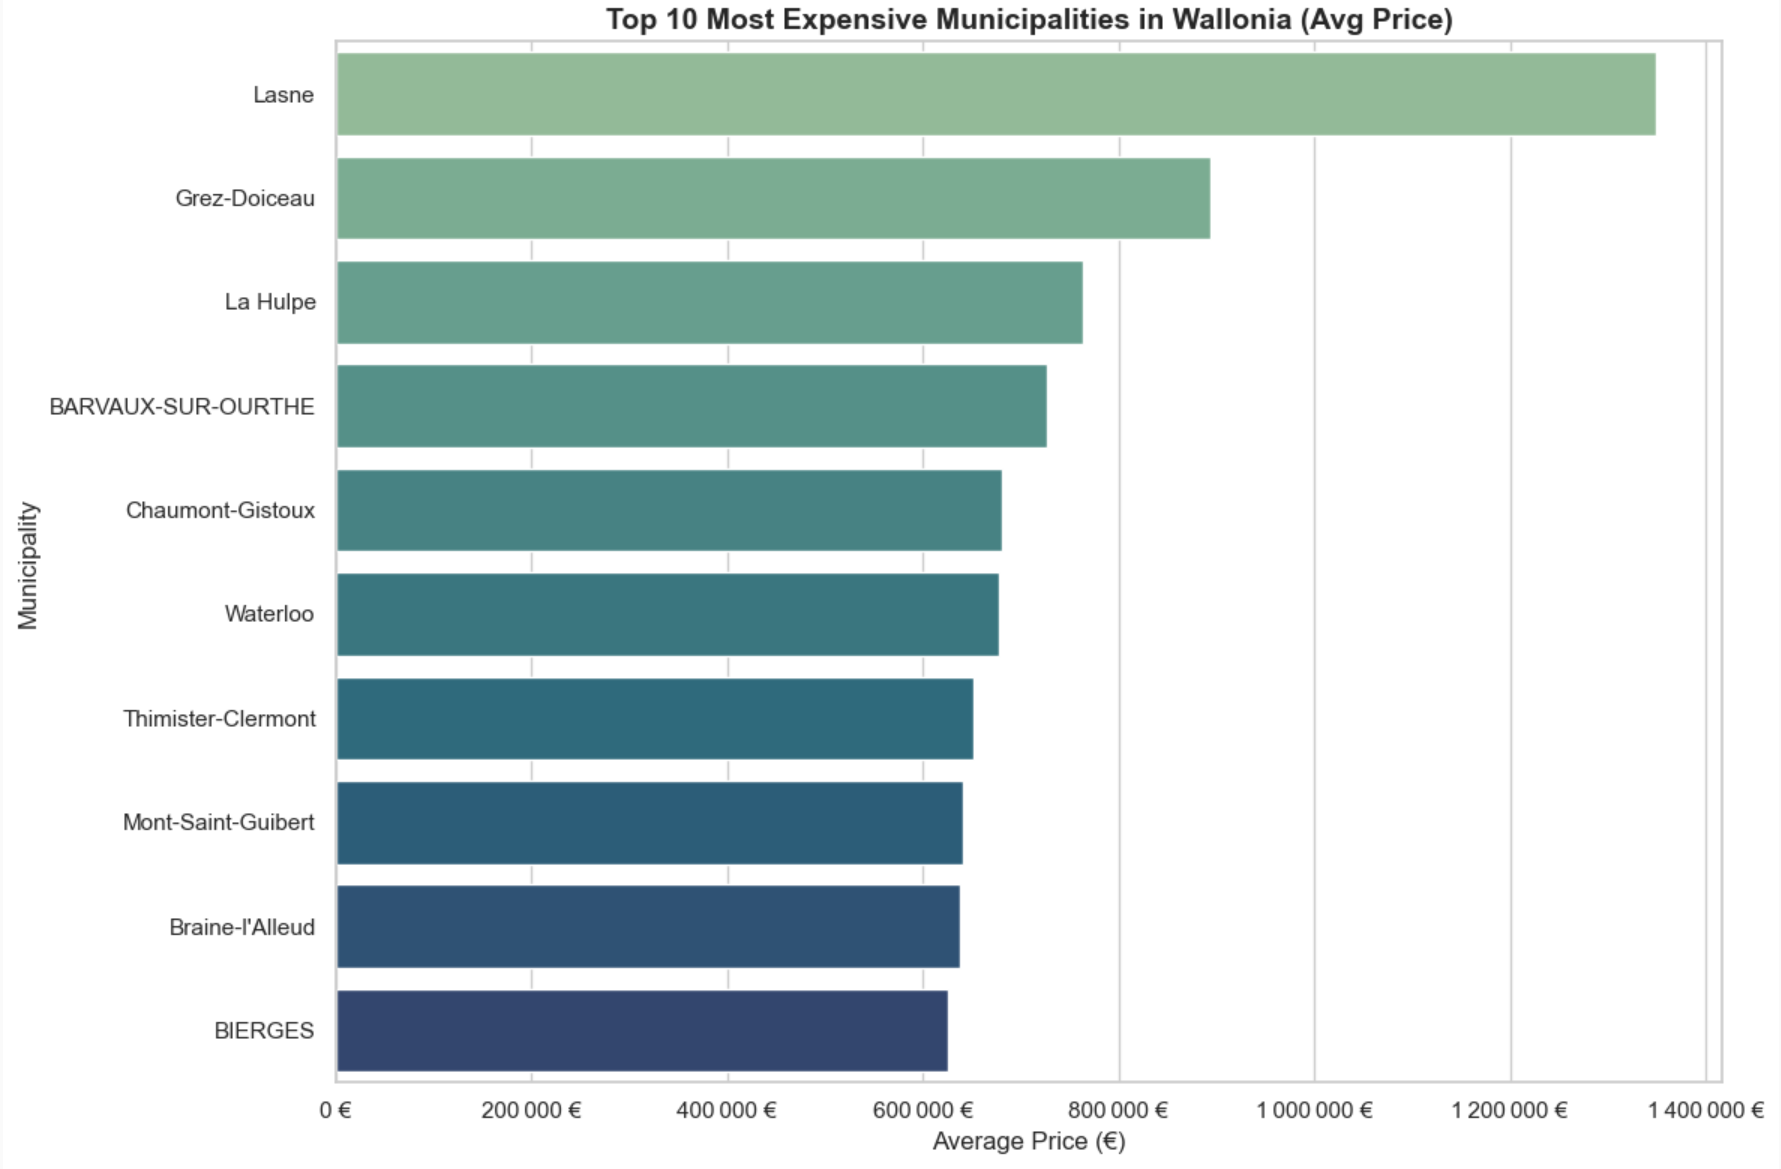 Top 10 Most Expensive Municipalities in Wallonia (Avg Price)
Municipality
Lasne
Grez-Doiceau
La Hulpe
BARVAUX-SUR-OURTHE
Chaumont-Gistoux
Waterloo
Thimister-Clermont
Mont-Saint-Guibert
Braine-l'Alleud
BIERGES
0 € 200 000 € 400 000 € 600 000 € 800 000 € 1 000 000 € 1 200 000 € 1 400 000 €
Average Price (€)